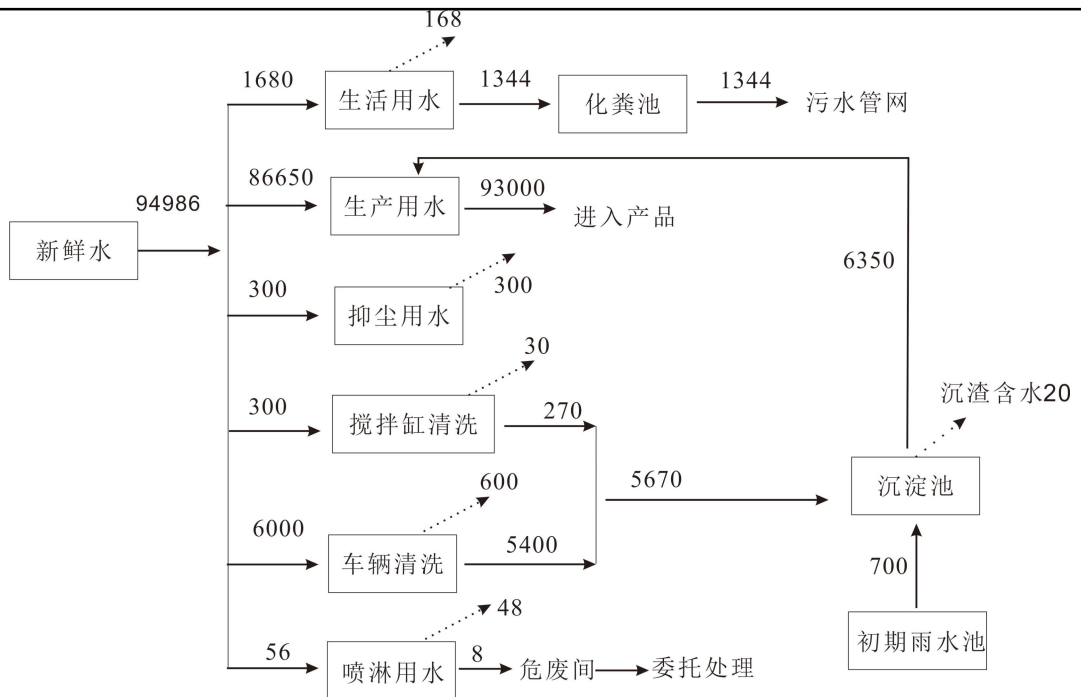 168
1680
生活用水
1344
化粪池
1344
污水管网
94986
新鲜水
86650
生产用水
93000
进入产品
6350
300
抑尘用水
300
30
300
搅拌缸清洗
270
沉渣含水20
600
5670
沉淀池
6000
车辆清洗
5400
700
48
初期雨水池
56
喷淋用水
8
危废间
委托处理